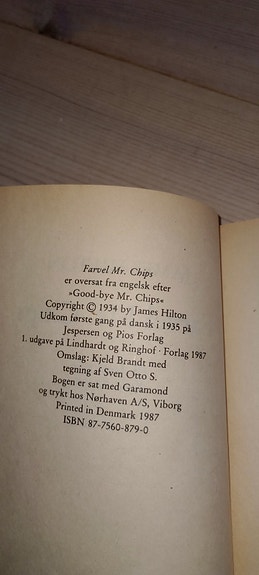 Farvel Mr. Chips
er oversat fra engelsk efter
»Good-bye Mr. Chips«
Copyright © 1934 by James Hilton
Udkom første gang på dansk i 1935 på
Jespersen og Pios Forlag
1. udgave på Lindhardt og Ringhof · Forlag 1987
Omslag: Kjeld Brandt med
tegning af Sven Otto S.
Bogen er sat med Garamond
og trykt hos Nørhaven A/S, Viborg
Printed in Denmark 1987
ISBN 87-7560-879-0